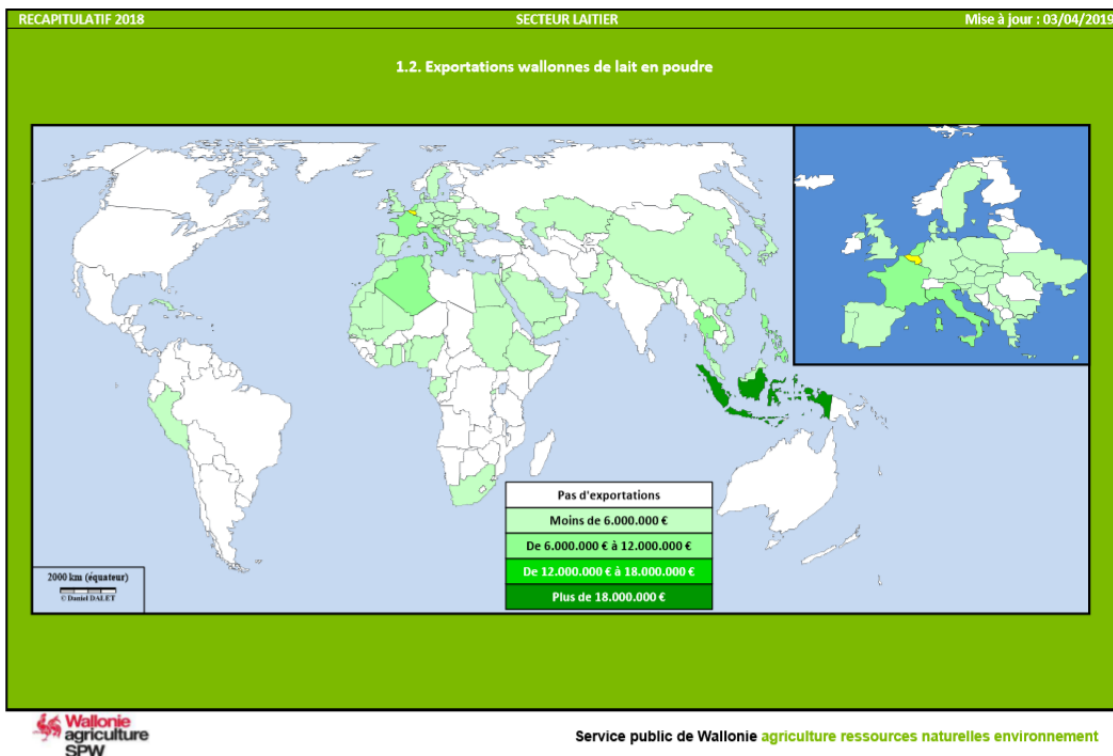 RECAPITULATIF 2018 SECTEUR LAITIER Mise à jour : 03/04/2019
1.2. Exportations wallonnes de lait en poudre
Pas d'exportations
Moins de 6.000.000 €
De 6.000.000 € à 12.000.000 €
De 12.000.000 € à 18.000.000 €
Plus de 18.000.000 €
2000 km (équateur)
© Daniel DALET
Wallonie
agriculture
SPW
Service public de Wallonie agriculture ressources naturelles environnement